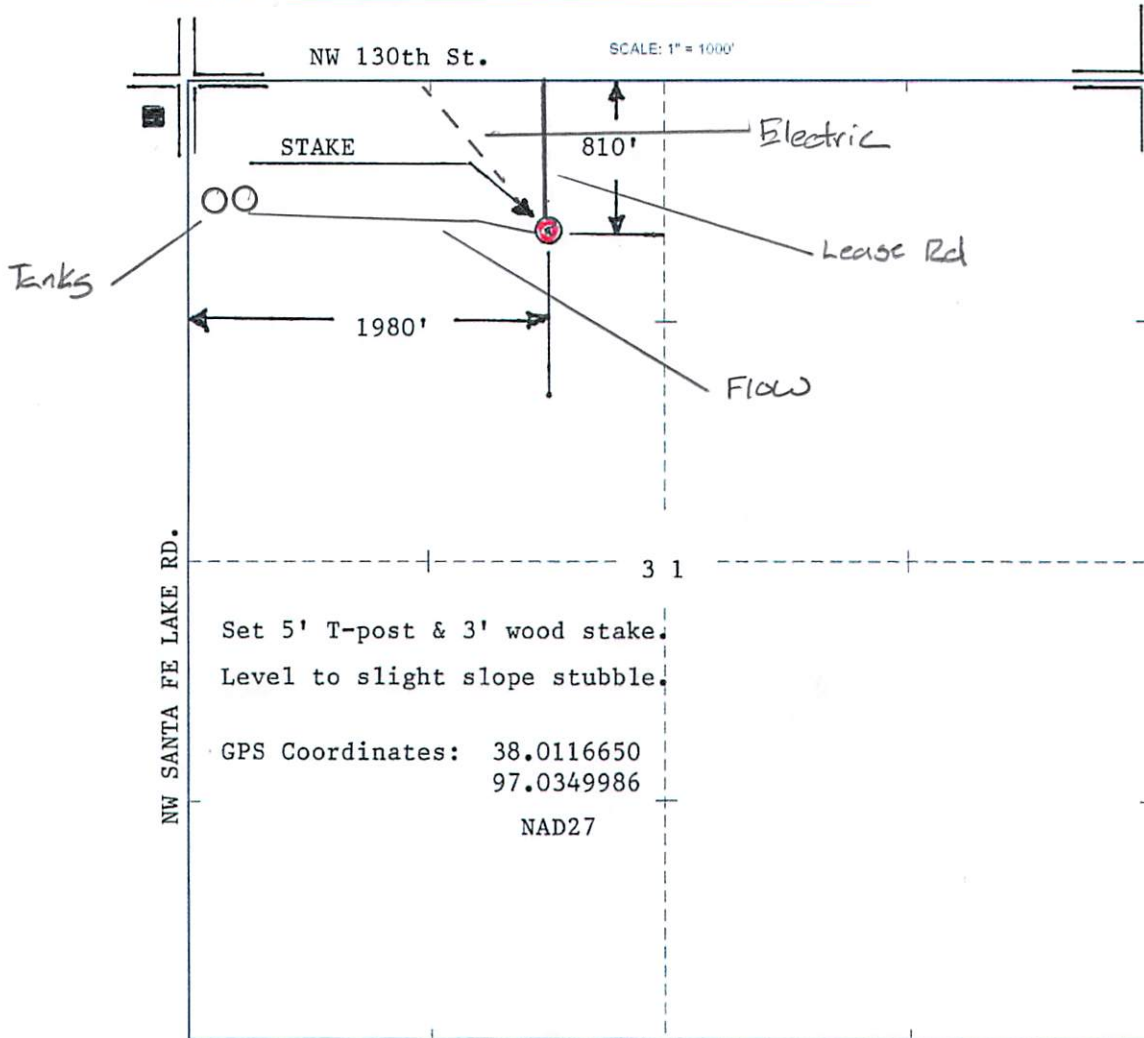 NW 130th St.
SCALE: 1" = 1000'
Electric
STAKE
810'
Lease Rd
Tanks
1980'
Flow
NW SANTA FE LAKE RD.
3 1
Set 5' T-post & 3' wood stake.
Level to slight slope stubble.
GPS Coordinates: 38.0116650
97.0349986
NAD27